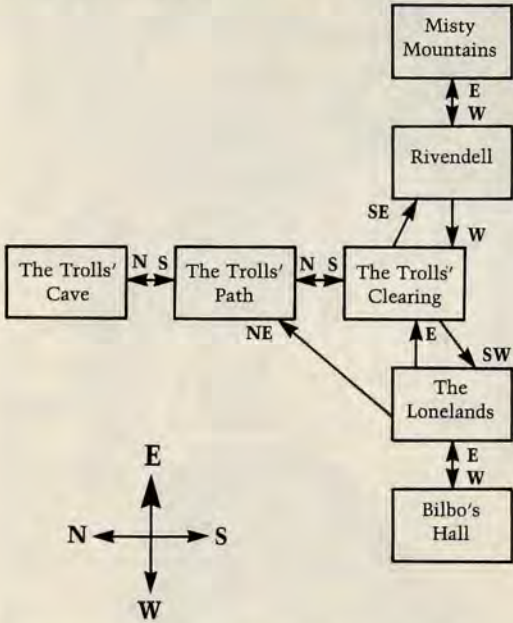 Misty
Mountains
E
W
Rivendell
SE
W
The Trolls'
Cave
N S
The Trolls'
Path
N S
The Trolls'
Clearing
NE
E
SW
The
Lonelands
E
W
Bilbo's
Hall
E
N S
W